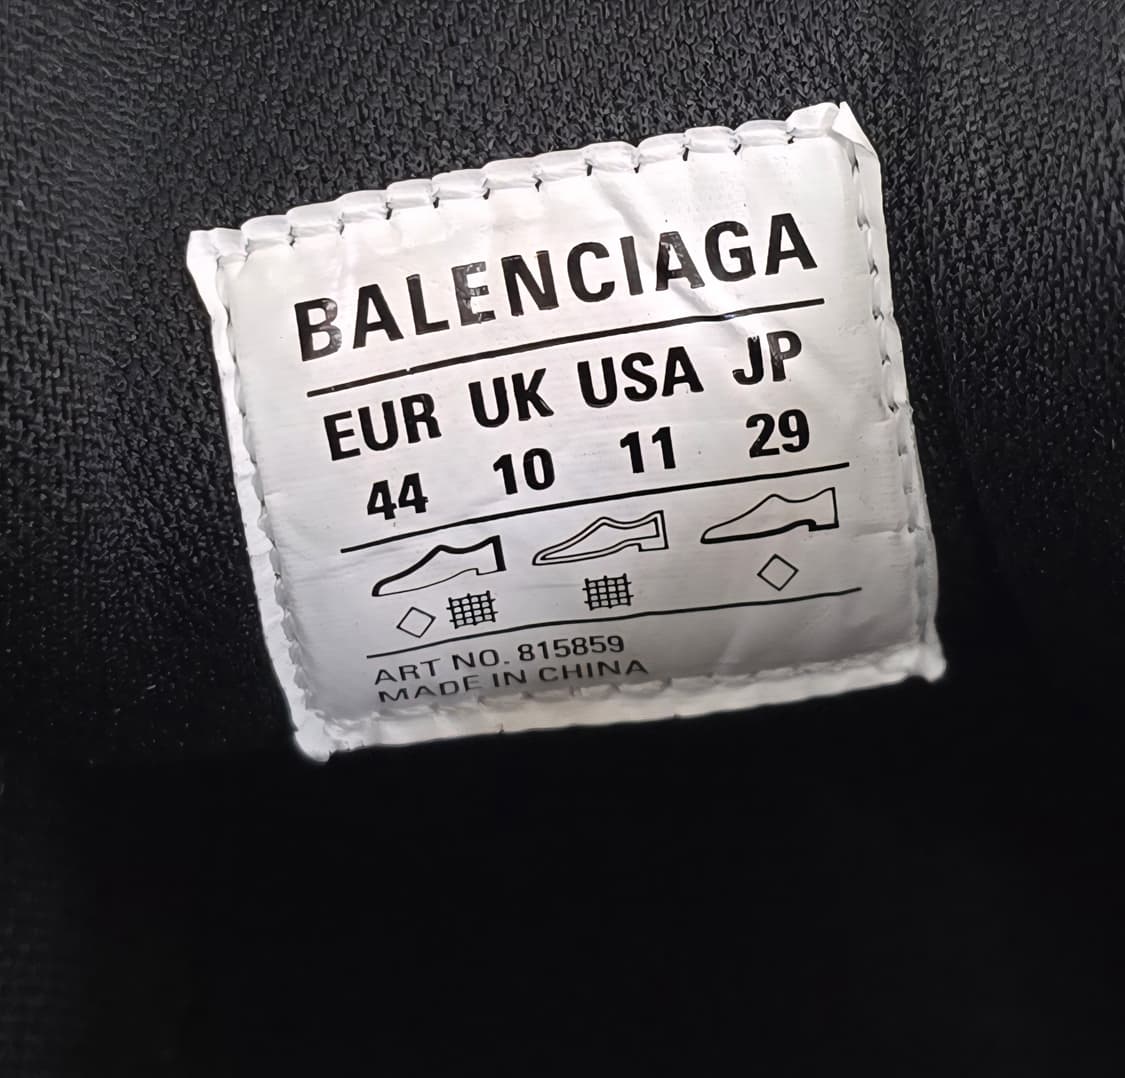 BALENCIAGA
EUR UK USA JP
44 10 11 29
ART NO. 815859
MADE IN CHINA